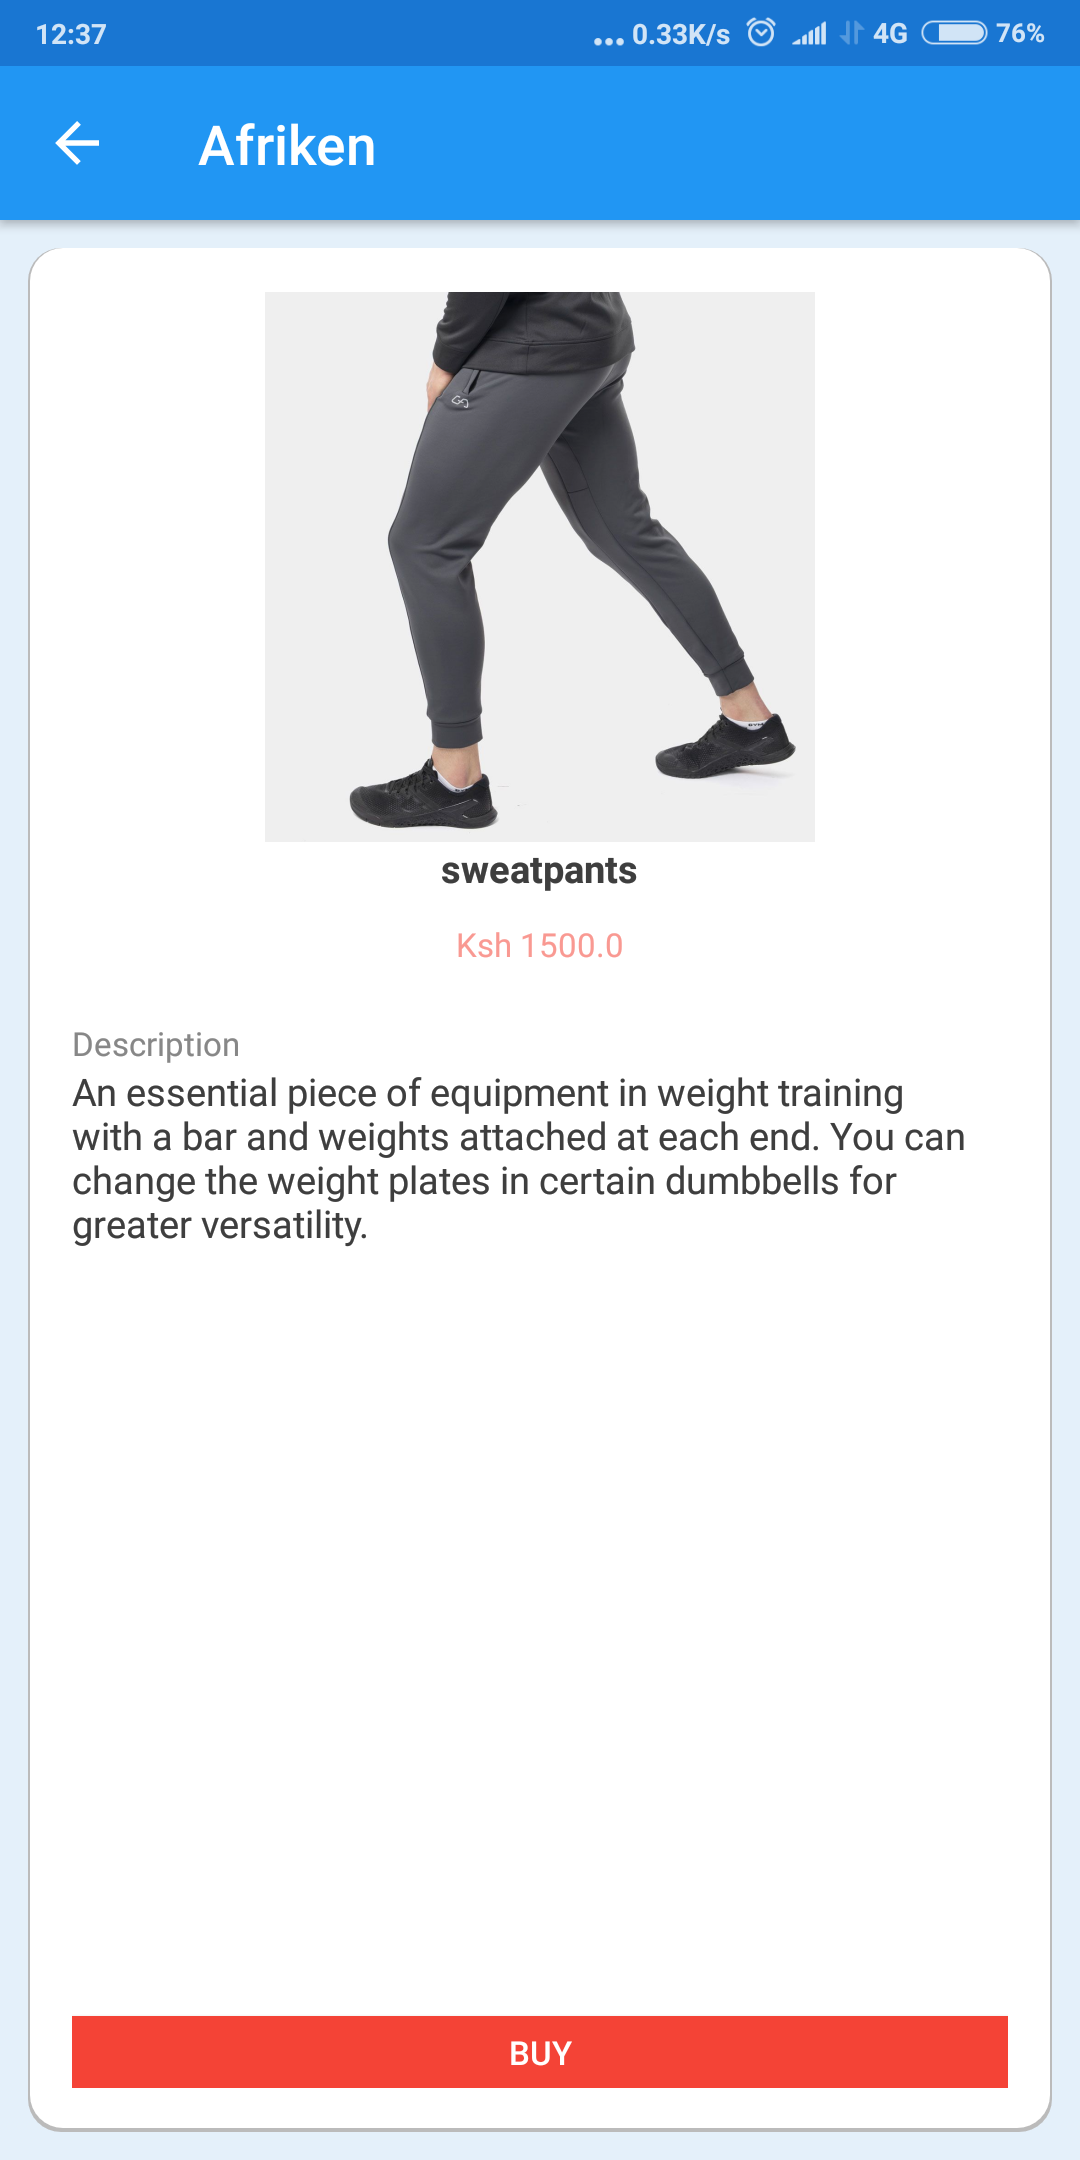 12:37
... 0.33K/s 4G 76%
Afriken
sweatpants
Ksh 1500.0
Description
An essential piece of equipment in weight training
with a bar and weights attached at each end. You can
change the weight plates in certain dumbbells for
greater versatility.
BUY